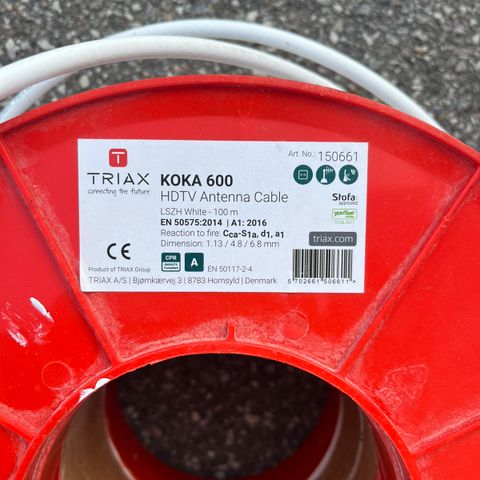 T
TRIAX
connecting the future
KOKA 600
HDTV Antenna Cable
LSZH White - 100 m
EN 50575:2014 | A1: 2016
Reaction to fire: Cca-S1a, d1, a1
Dimension: 1.13 / 4.8 / 6.8 mm
Art. No.: 150661
Stofa
approved
YouSee
triax.com
CE
Product of TRIAX Group
CPR
compliant
A
EN 50117-2-4
TRIAX A/S | Bjørnkærvej 3 | 8783 Hornsyld | Denmark
5 702661 506611 >